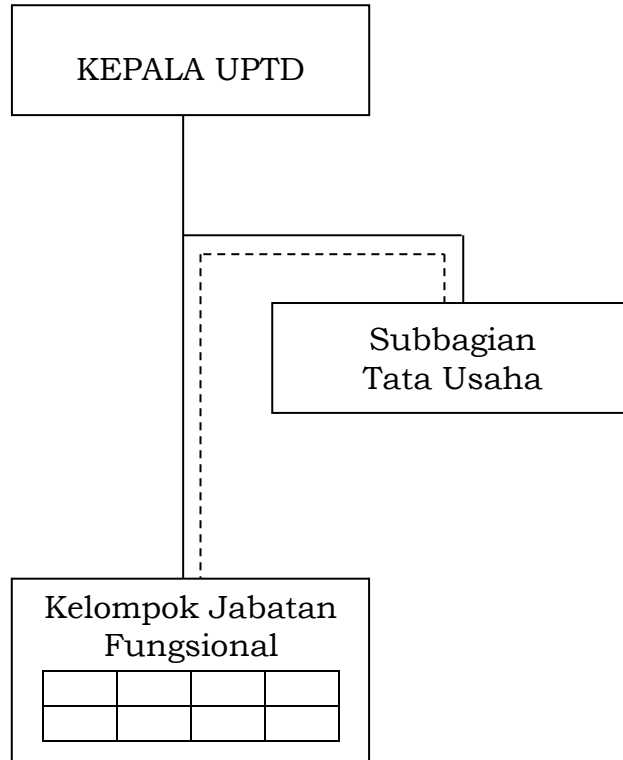 KEPALA UPTD
Subbagian
Tata Usaha
Kelompok Jabatan
Fungsional